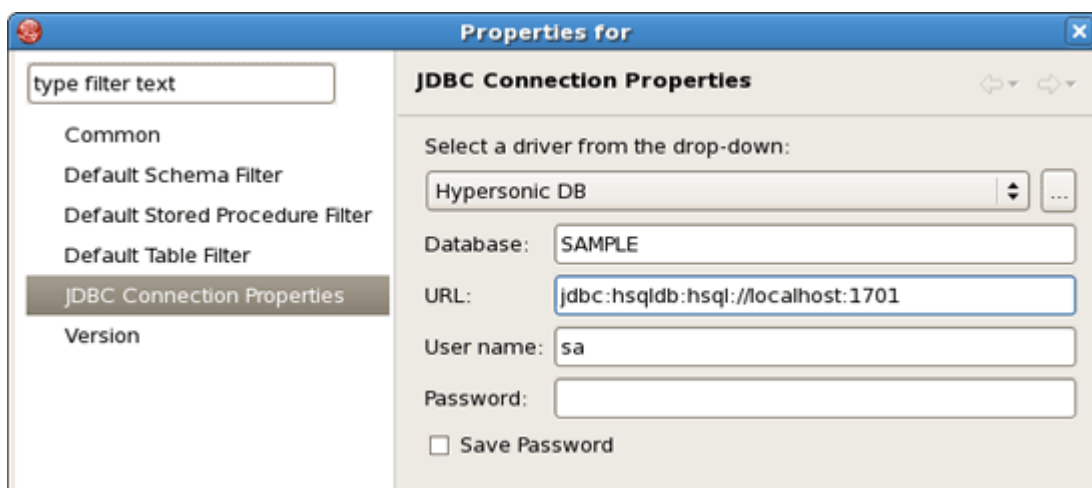 Properties for
type filter text
Common
Default Schema Filter
Default Stored Procedure Filter
Default Table Filter
JDBC Connection Properties
Version
JDBC Connection Properties
Select a driver from the drop-down:
Hypersonic DB
...
Database: SAMPLE
URL: jdbc:hsqldb:hsql://localhost:1701
User name: sa
Password:
Save Password